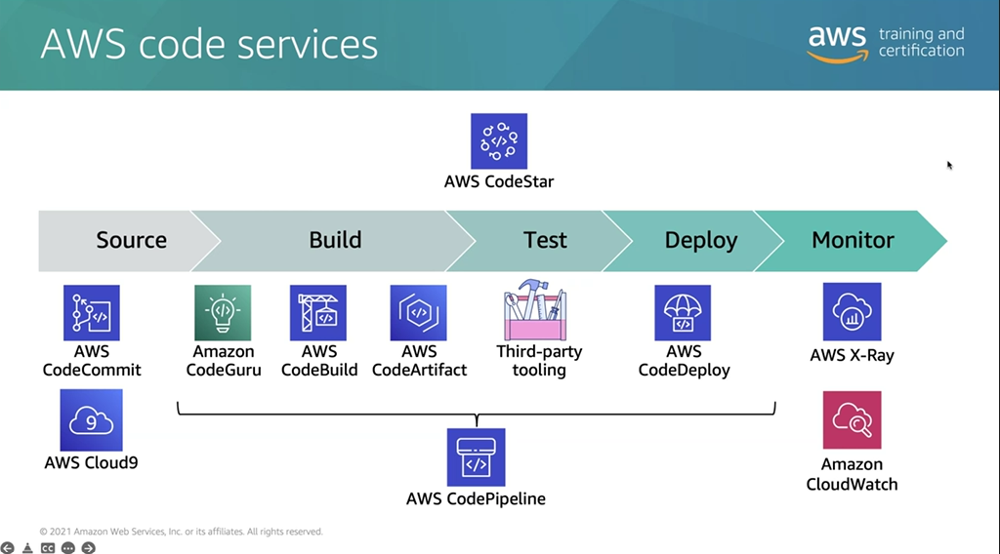 AWS code services
aws training and
certification
AWS CodeStar
Source
Build
Test
Deploy
Monitor
AWS
CodeCommit
Amazon
CodeGuru
AWS
CodeBuild
AWS
CodeArtifact
Third-party
tooling
AWS
CodeDeploy
AWS X-Ray
9
AWS Cloud9
AWS CodePipeline
Amazon
CloudWatch
© 2021 Amazon Web Services, Inc. or its affiliates. All rights reserved.
CC